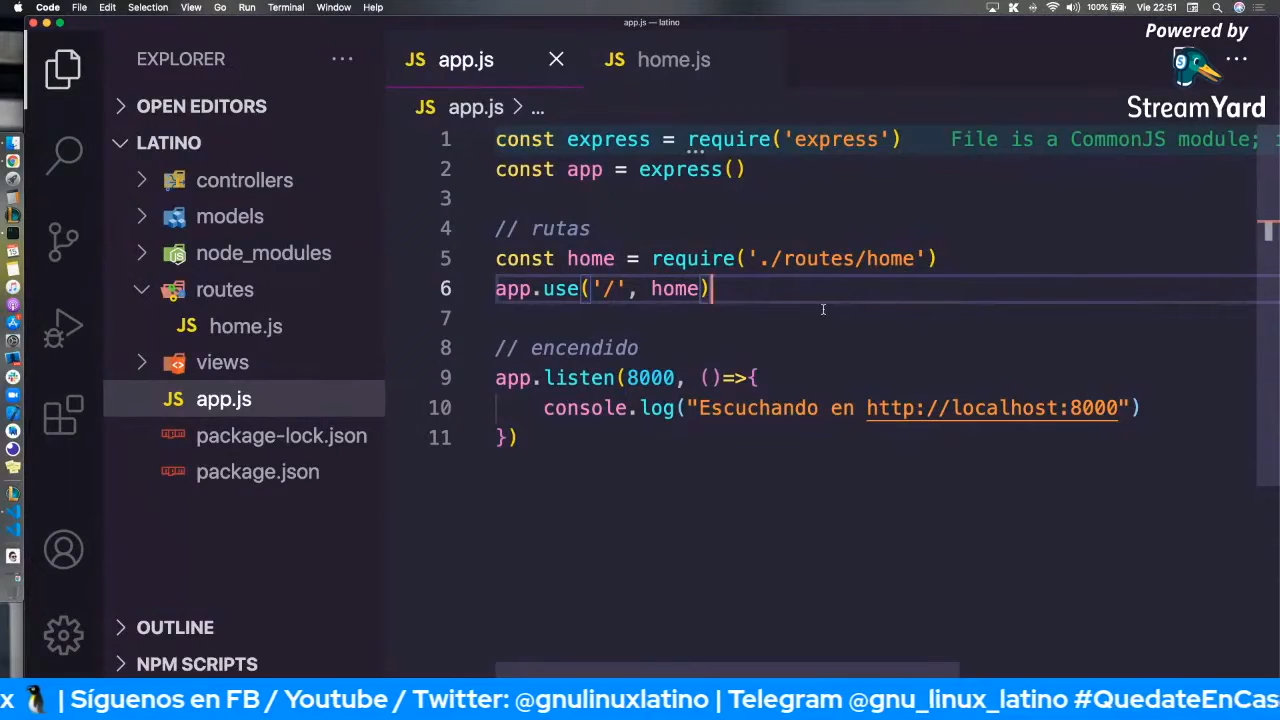 Code File Edit Selection View Go Run Terminal Window Help 100% Vie 22:51
app.js — latino
Powered by
StreamYard
EXPLORER ···
OPEN EDITORS
LATINO
controllers
models
node_modules
routes
JS home.js
views
JS app.js
package-lock.json
package.json
OUTLINE
NPM SCRIPTS
JS app.js
JS home.js
JS app.js > ...
1 const express = require('express') File is a CommonJS module;
2 const app = express()
3
4 // rutas
5 const home = require('./routes/home')
6 app.use('/', home)
7
8 // encendido
9 app.listen(8000, ()=>{
10 console.log("Escuchando en http://localhost:8000")
11 })
x 🐧 | Síguenos en FB / Youtube / Twitter: @gnulinuxlatino | Telegram @gnu_linux_latino #QuedateEnCas